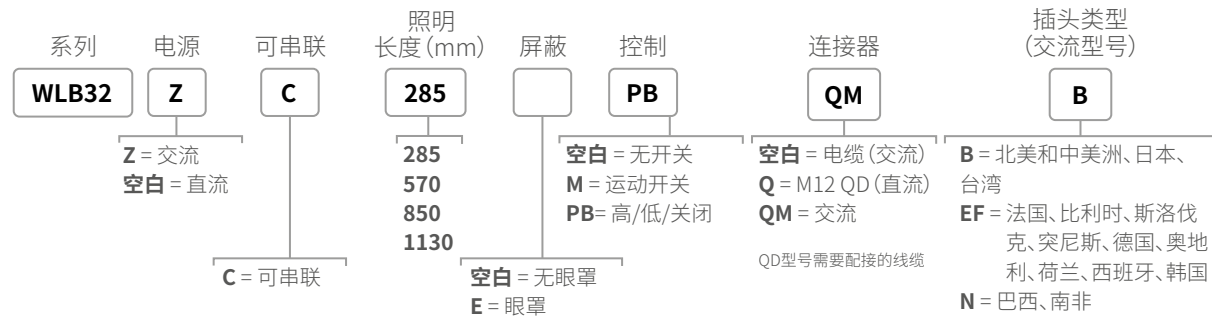 系列
电源
可串联
照明
长度（mm）
屏蔽
控制
连接器
插头类型
（交流型号）
WLB32
Z
C
285
PB
QM
B
Z = 交流
空白 = 直流
C = 可串联
285
570
850
1130
空白 = 无眼罩
E = 眼罩
空白 = 无开关
M = 运动开关
PB= 高/低/关闭
空白 = 电缆（交流）
Q = M12 QD（直流）
QM = 交流
QD型号需要配接的线缆
B = 北美和中美洲、日本、
台湾
EF = 法国、比利时、斯洛伐
克、突尼斯、德国、奥地
利、荷兰、西班牙、韩国
N = 巴西、南非